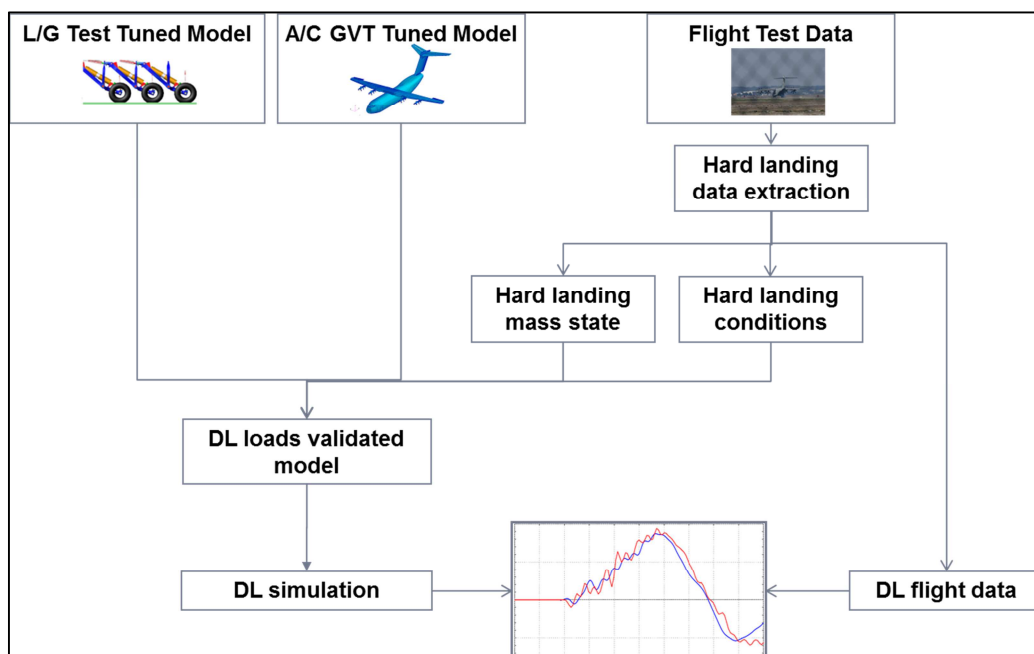 L/G Test Tuned Model
A/C GVT Tuned Model
Flight Test Data
Hard landing
data extraction
Hard landing
mass state
Hard landing
conditions
DL loads validated
model
DL simulation
DL flight data